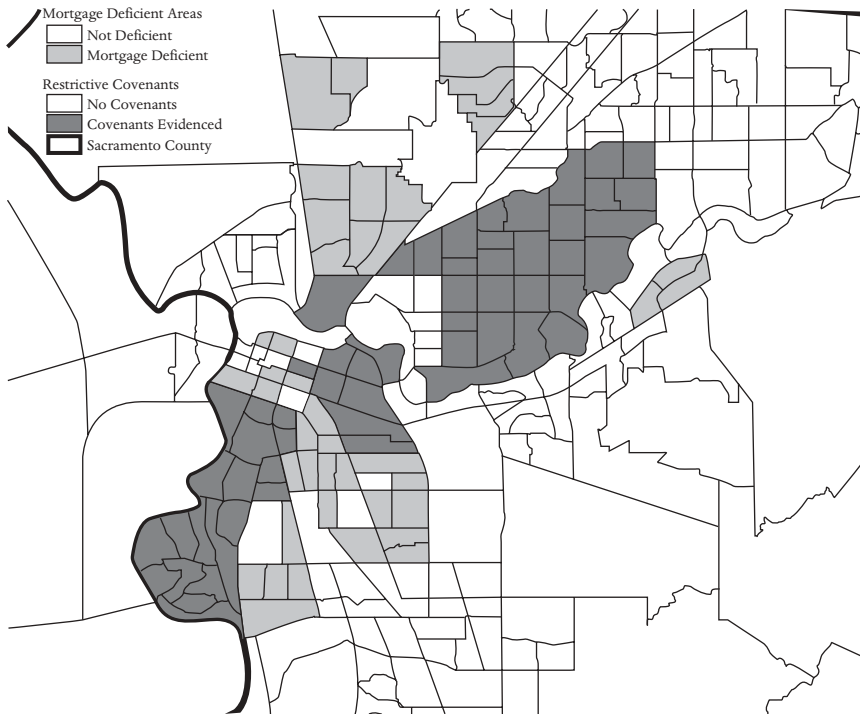 Mortgage Deficient Areas
Not Deficient
Mortgage Deficient
Restrictive Covenants
No Covenants
Covenants Evidenced
Sacramento County